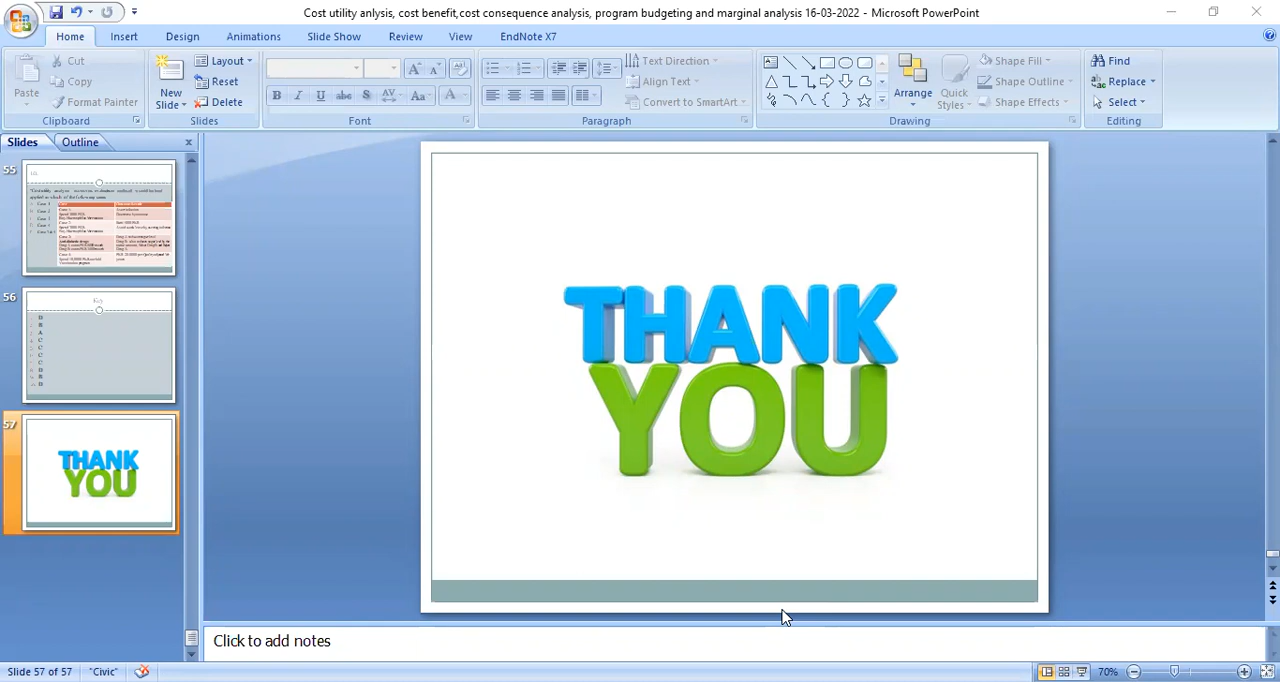 Cost utility anlysis, cost benefit,cost consequence analysis, program budgeting and marginal analysis 16-03-2022 - Microsoft PowerPoint
Home Insert Design Animations Slide Show Review View EndNote X7
Paste
Cut
Copy
Format Painter
Clipboard
New
Slide
Layout
Reset
Delete
Slides
B I U abc S AV Aa A
Font
Text Direction
Align Text
Convert to SmartArt
Paragraph
Arrange
Quick
Styles
Shape Fill
Shape Outline
Shape Effects
Drawing
Find
Replace
Select
Editing
Slides Outline
55
56
Key
57
THANK
YOU
THANK
YOU
Click to add notes
Slide 57 of 57 "Civic" 70%